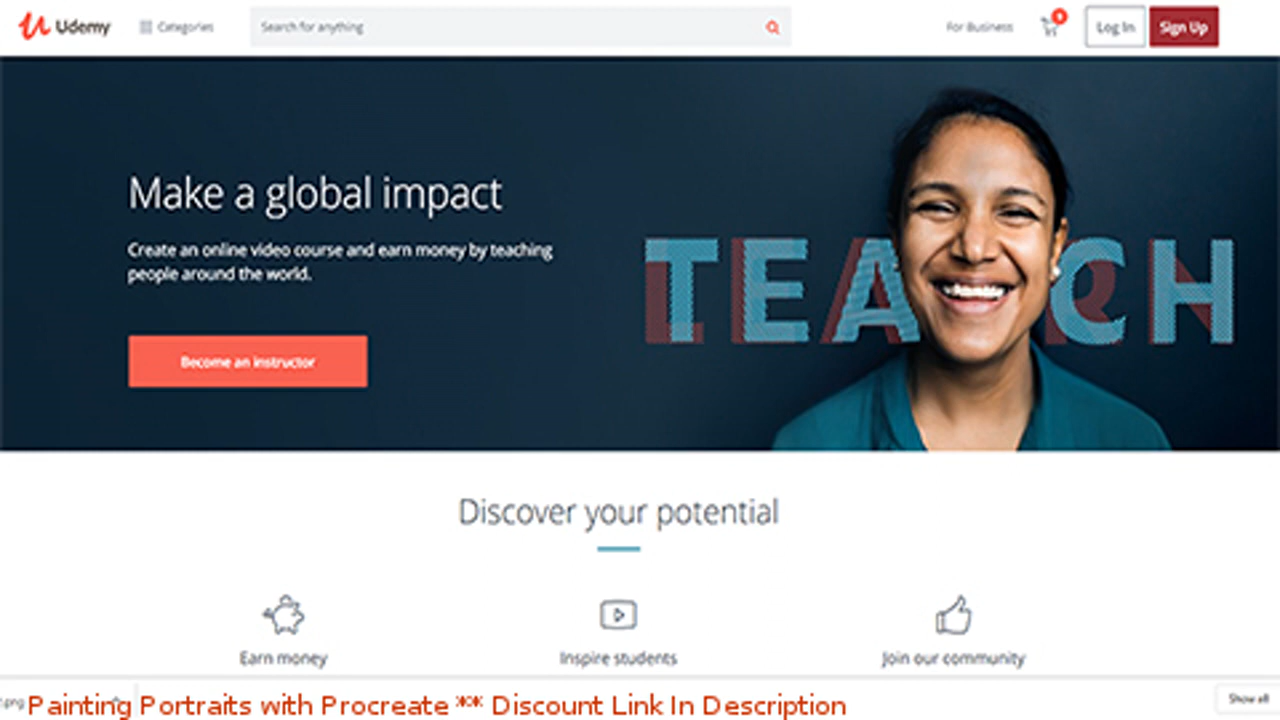 Udemy
Categories
Search for anything
For Business
Log In
Sign Up
Make a global impact
Create an online video course and earn money by teaching
people around the world.
Become an instructor
TEACH
Discover your potential
Earn money
Inspire students
Join our community
.png
Show all
Painting Portraits with Procreate ** Discount Link In Description